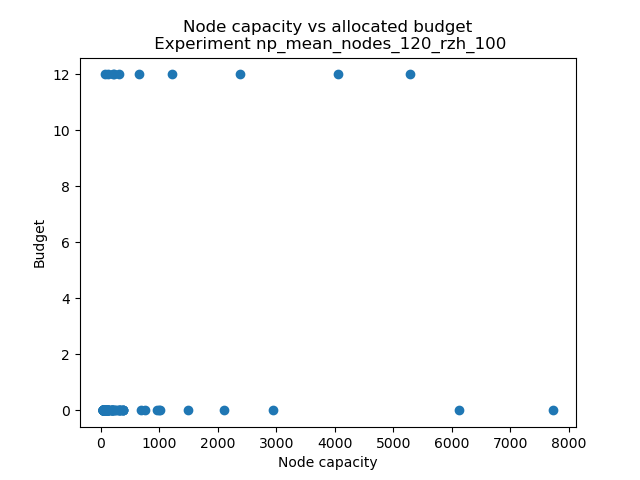 Node capacity vs allocated budget
Experiment np_mean_nodes_120_rzh_100
12
10
8
6
4
2
0
Budget
0 1000 2000 3000 4000 5000 6000 7000 8000
Node capacity